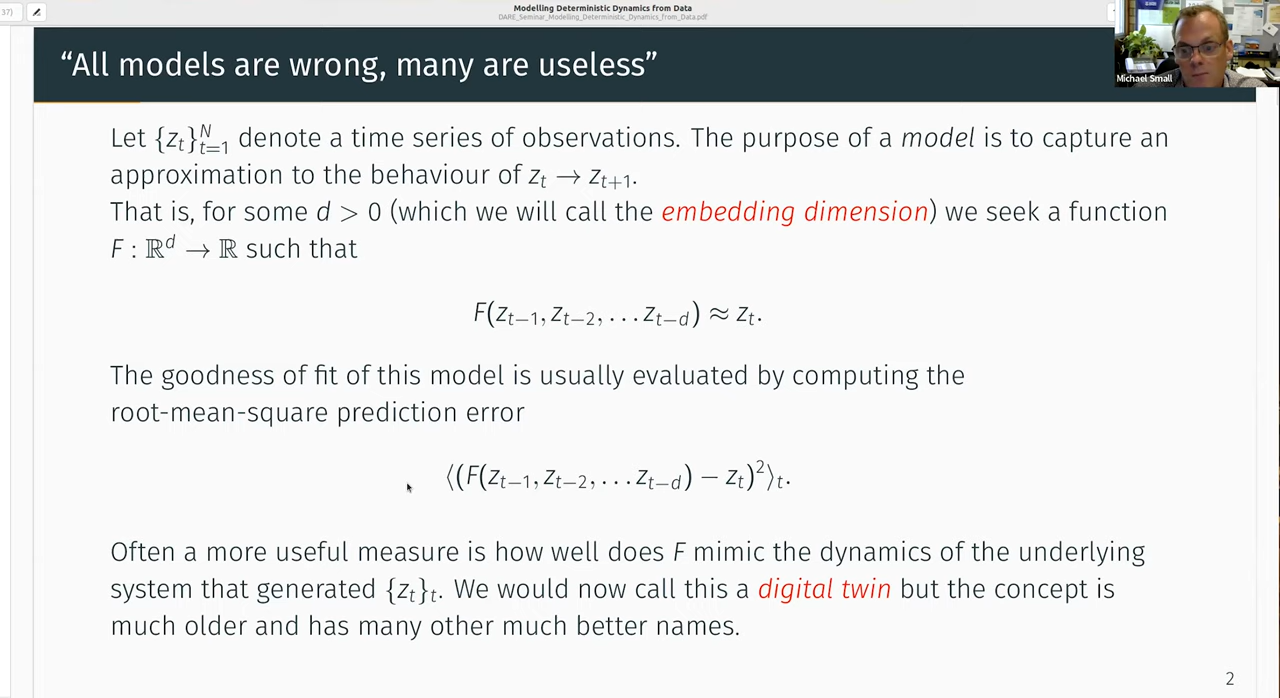 37)
Modelling Deterministic Dynamics from Data
DARE_Seminar_Modelling_Deterministic_Dynamics_from_Data.pdf
Michael Small
“All models are wrong, many are useless”
Let {z_t}_{t=1}^N denote a time series of observations. The purpose of a model is to capture an
approximation to the behaviour of z_t → z_{t+1}.
That is, for some d > 0 (which we will call the embedding dimension) we seek a function
F : ℝ^d → ℝ such that
F(z_{t−1}, z_{t−2}, . . . z_{t−d}) ≈ z_t.
The goodness of fit of this model is usually evaluated by computing the
root-mean-square prediction error
⟨(F(z_{t−1}, z_{t−2}, . . . z_{t−d}) − z_t)^2⟩_t.
Often a more useful measure is how well does F mimic the dynamics of the underlying
system that generated {z_t}_t. We would now call this a digital twin but the concept is
much older and has many other much better names.
2